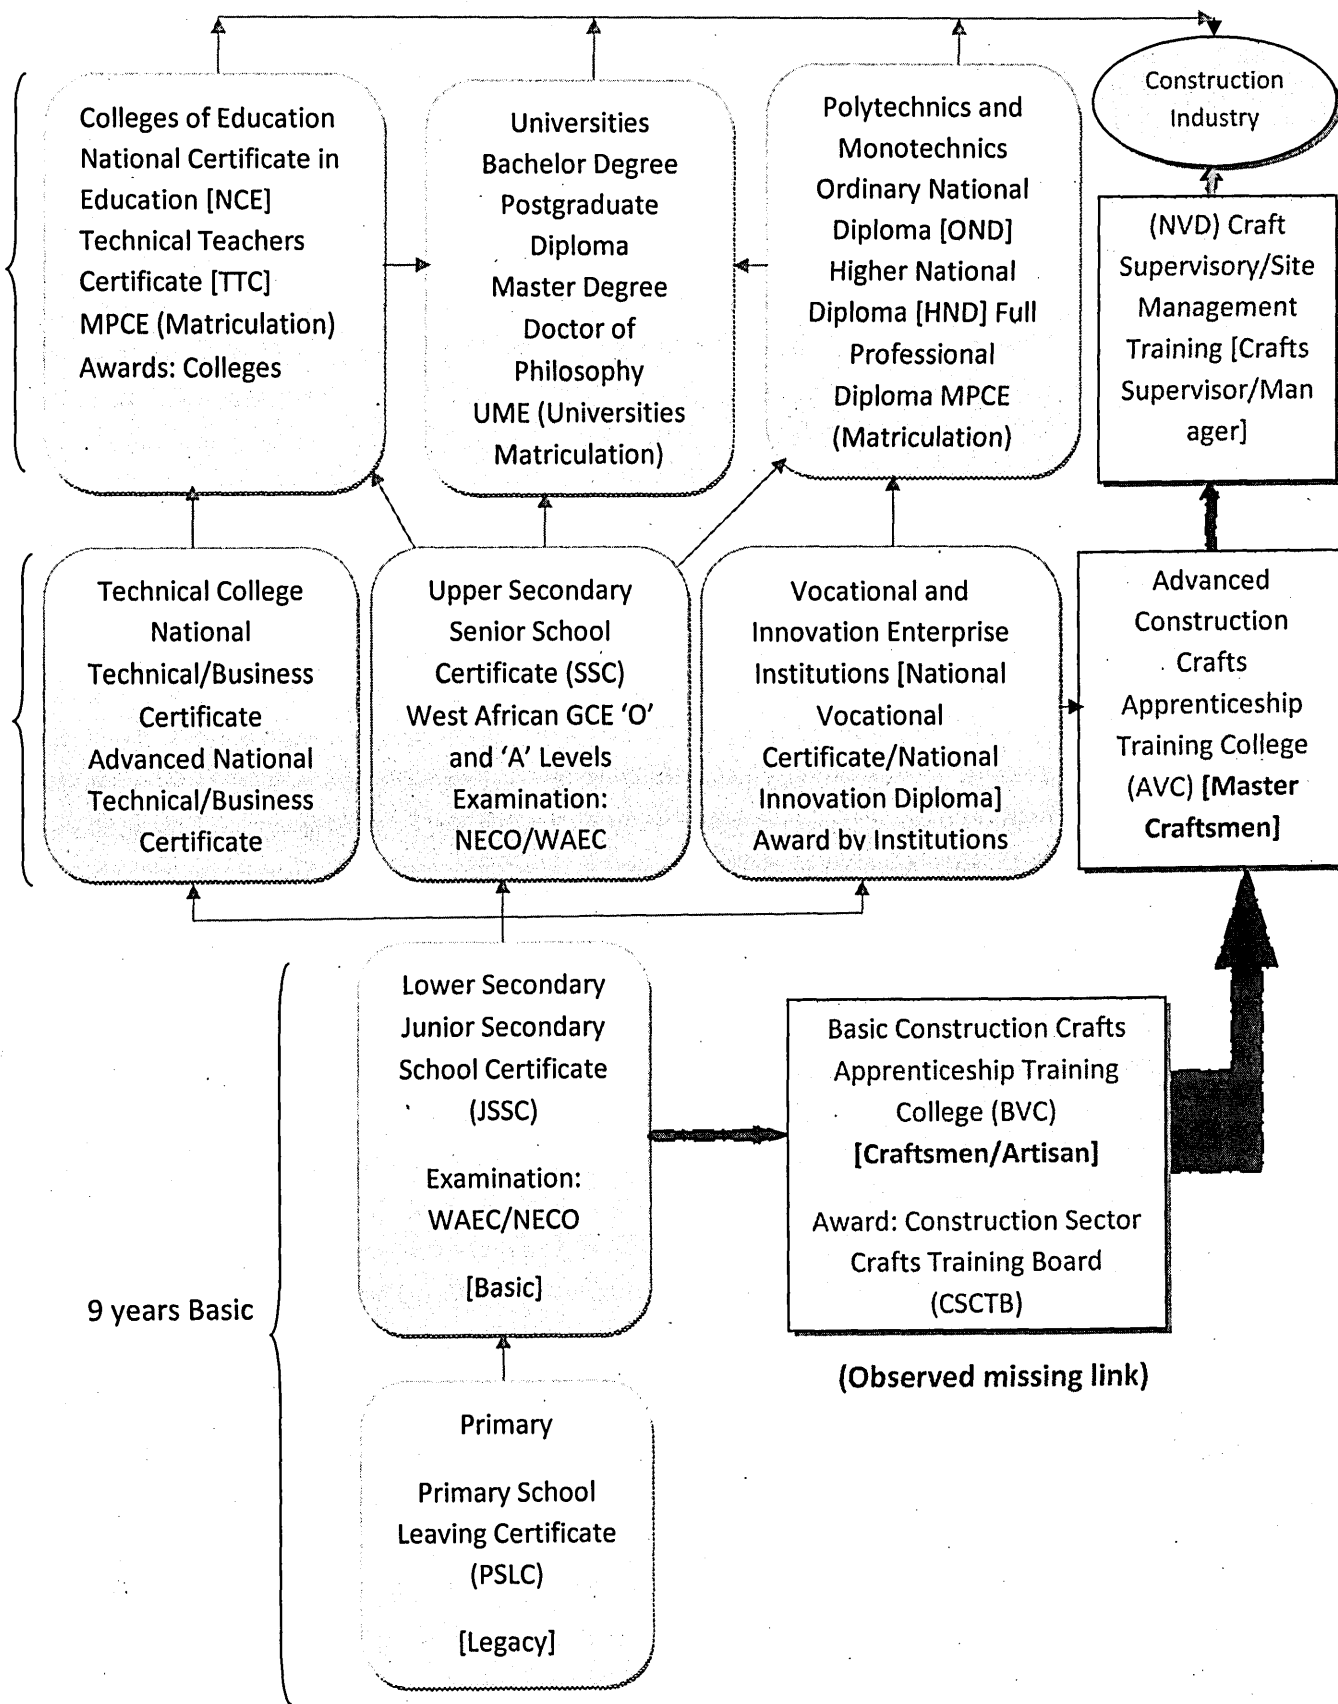 Colleges of Education
National Certificate in
Education [NCE]
Technical Teachers
Certificate [TTC]
MPCE (Matriculation)
Awards: Colleges
Universities
Bachelor Degree
Postgraduate
Diploma
Master Degree
Doctor of
Philosophy
UME (Universities
Matriculation)
Polytechnics and
Monotechnics
Ordinary National
Diploma [OND]
Higher National
Diploma [HND] Full
Professional
Diploma MPCE
(Matriculation)
Construction
Industry
(NVD) Craft
Supervisory/Site
Management
Training [Crafts
Supervisor/Man
ager]
Technical College
National
Technical/Business
Certificate
Advanced National
Technical/Business
Certificate
Upper Secondary
Senior School
Certificate (SSC)
West African GCE ‘O’
and ‘A’ Levels
Examination:
NECO/WAEC
Vocational and
Innovation Enterprise
Institutions [National
Vocational
Certificate/National
Innovation Diploma]
Award by Institutions
Advanced
Construction
Crafts
Apprenticeship
Training College
(AVC) [Master
Craftsmen]
Lower Secondary
Junior Secondary
School Certificate
(JSSC)
Examination:
WAEC/NECO
[Basic]
Basic Construction Crafts
Apprenticeship Training
College (BVC)
[Craftsmen/Artisan]
Award: Construction Sector
Crafts Training Board
(CSCTB)
9 years Basic
(Observed missing link)
Primary
Primary School
Leaving Certificate
(PSLC)
[Legacy]